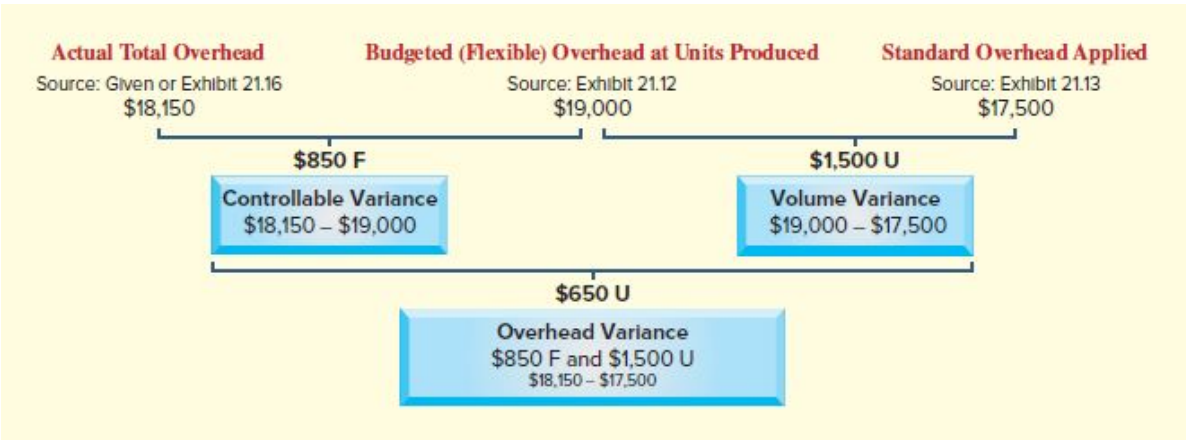 Actual Total Overhead
Budgeted (Flexible) Overhead at Units Produced
Standard Overhead Applied
Source: Given or Exhibit 21.16
Source: Exhibit 21.12
Source: Exhibit 21.13
$18,150
$19,000
$17,500
$850 F
$1,500 U
Controllable Variance
$18,150 – $19,000
Volume Variance
$19,000 – $17,500
$650 U
Overhead Variance
$850 F and $1,500 U
$18,150 – $17,500